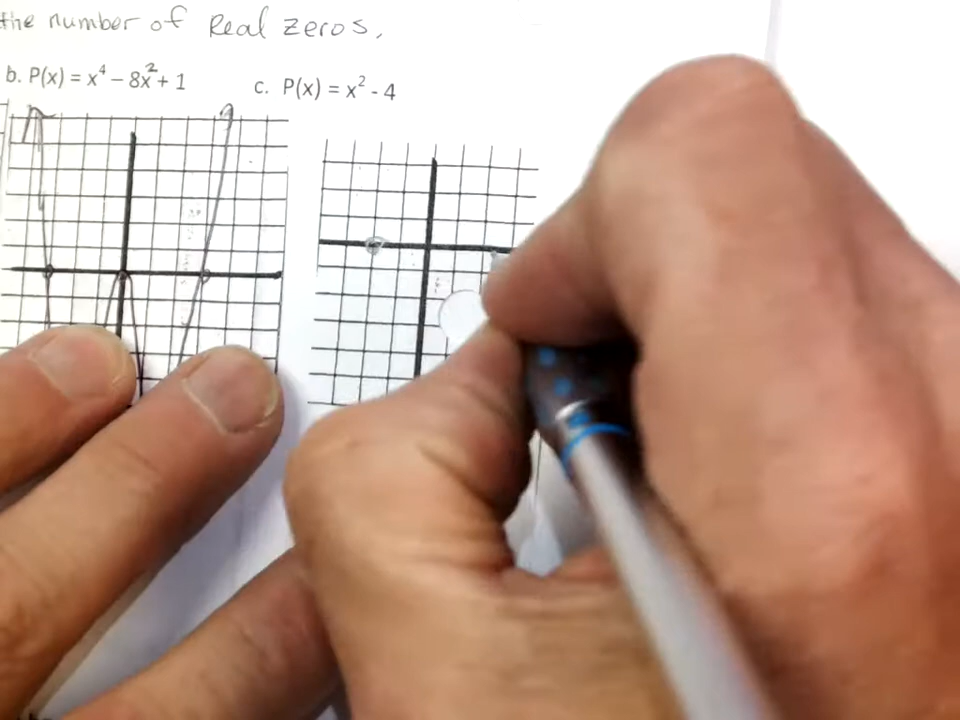 the number of Real zeros.
b. P(x) = x⁴ – 8x² + 1
c. P(x) = x² - 4